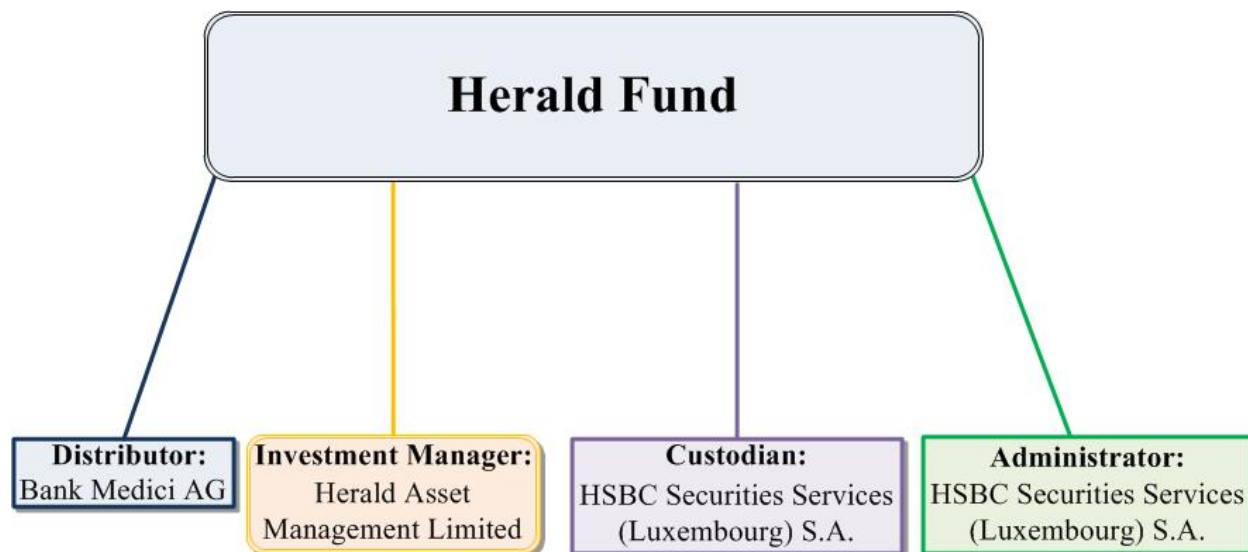 Herald Fund
Distributor:
Bank Medici AG
Investment Manager:
Herald Asset
Management Limited
Custodian:
HSBC Securities Services
(Luxembourg) S.A.
Administrator:
HSBC Securities Services
(Luxembourg) S.A.